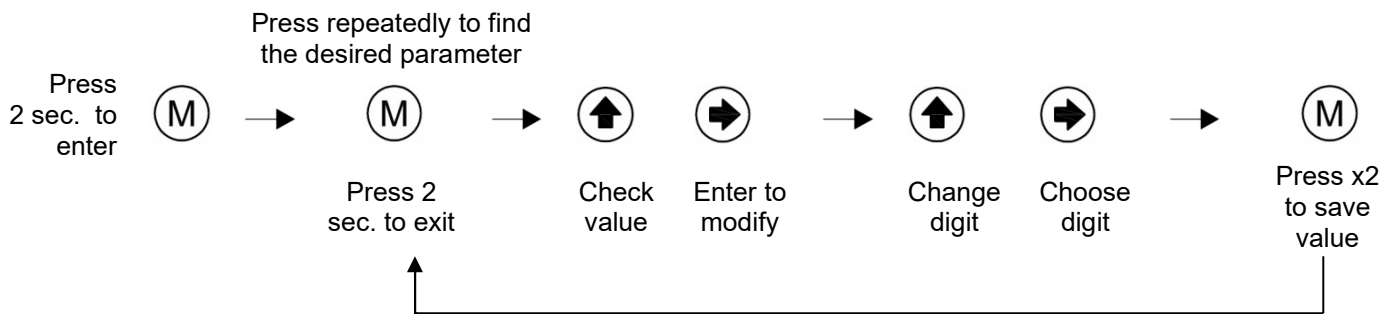 Press repeatedly to find
the desired parameter
Press
2 sec. to
enter
M
M
Press 2
sec. to exit
Check
value
Enter to
modify
Change
digit
Choose
digit
M
Press x2
to save
value